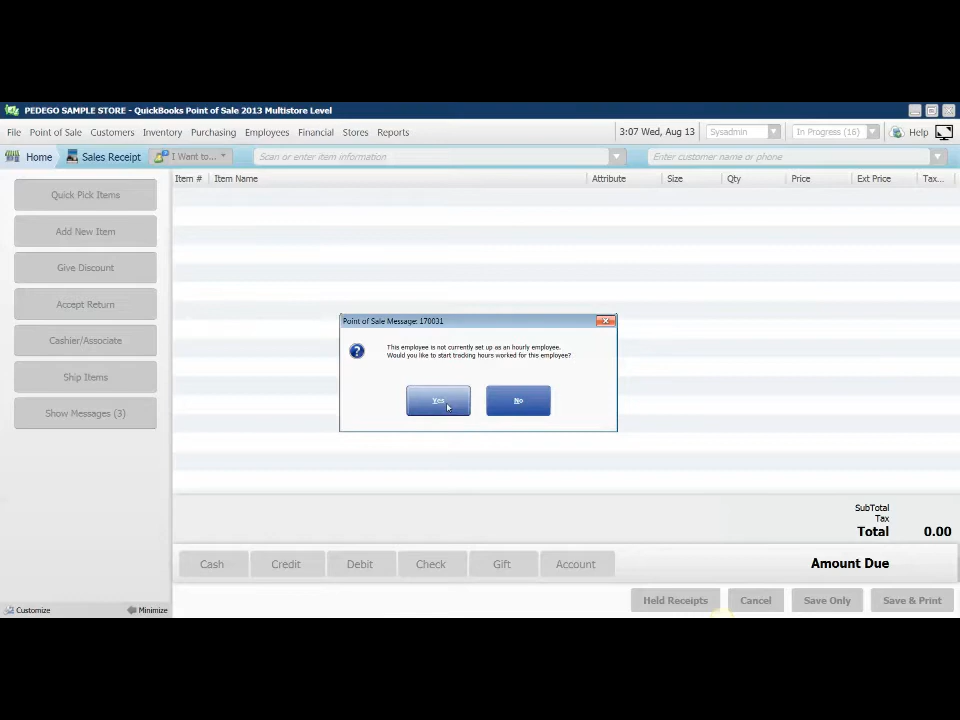 PEDEGO SAMPLE STORE - QuickBooks Point of Sale 2013 Multistore Level
File Point of Sale Customers Inventory Purchasing Employees Financial Stores Reports 3:07 Wed, Aug 13 Sysadmin In Progress (16) Help
Home Sales Receipt I Want to... Scan or enter item information Enter customer name or phone
Item # Item Name Attribute Size Qty Price Ext Price Tax...
Quick Pick Items
Add New Item
Give Discount
Accept Return
Cashier/Associate
Ship Items
Show Messages (3)
Point of Sale Message: 170031
This employee is not currently set up as an hourly employee.
Would you like to start tracking hours worked for this employee?
Yes No
SubTotal
Tax
Total 0.00
Cash Credit Debit Check Gift Account Amount Due
Held Receipts Cancel Save Only Save & Print
Customize Minimize